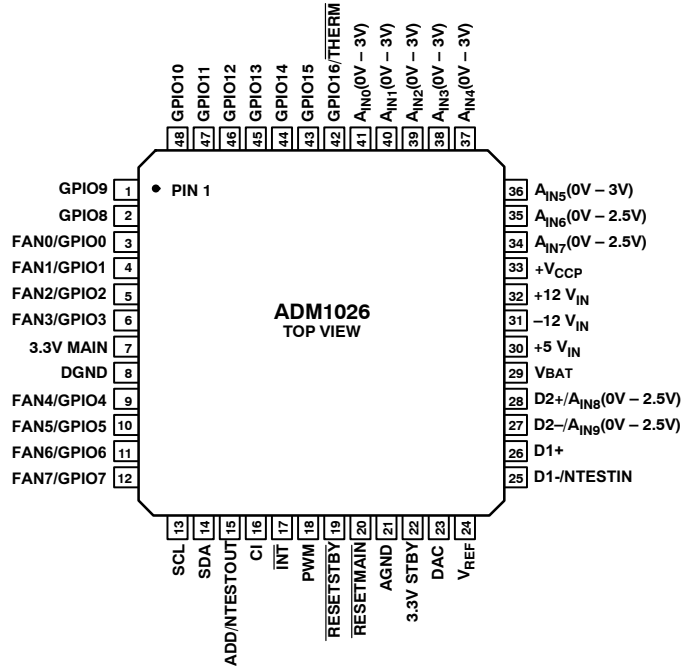 GPIO10
GPIO11
GPIO12
GPIO13
GPIO14
GPIO15
GPIO16/THERM
AIN0(0V – 3V)
AIN1(0V – 3V)
AIN2(0V – 3V)
AIN3(0V – 3V)
AIN4(0V – 3V)
48
47
46
45
44
43
42
41
40
39
38
37
GPIO9 1
GPIO8 2
FAN0/GPIO0 3
FAN1/GPIO1 4
FAN2/GPIO2 5
FAN3/GPIO3 6
3.3V MAIN 7
DGND 8
FAN4/GPIO4 9
FAN5/GPIO5 10
FAN6/GPIO6 11
FAN7/GPIO7 12
PIN 1
ADM1026
TOP VIEW
36 AIN5(0V – 3V)
35 AIN6(0V – 2.5V)
34 AIN7(0V – 2.5V)
33 +VCCP
32 +12 VIN
31 –12 VIN
30 +5 VIN
29 VBAT
28 D2+/AIN8(0V – 2.5V)
27 D2–/AIN9(0V – 2.5V)
26 D1+
25 D1-/NTESTIN
13
14
15
16
17
18
19
20
21
22
23
24
SCL
SDA
ADD/NTESTOUT
CI
INT
PWM
RESETSTBY
RESETMAIN
AGND
3.3V STBY
DAC
VREF